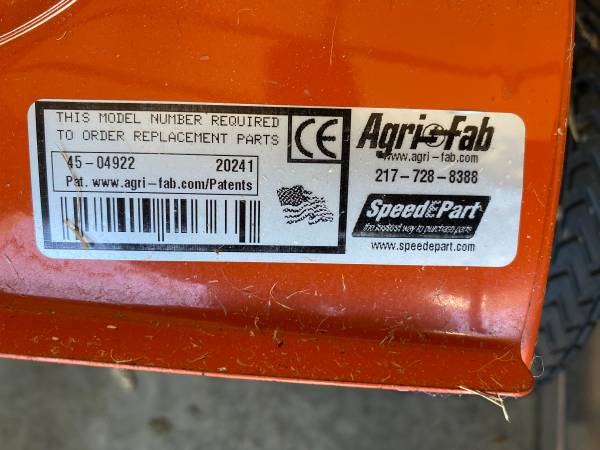 THIS MODEL NUMBER REQUIRED
TO ORDER REPLACEMENT PARTS
45-04922 20241
Pat. www.agri-fab.com/Patents
CE
Agri-Fab
www.agri-fab.com
217-728-8388
SpeedEPart
the fastest way to purchase parts
www.speedepart.com